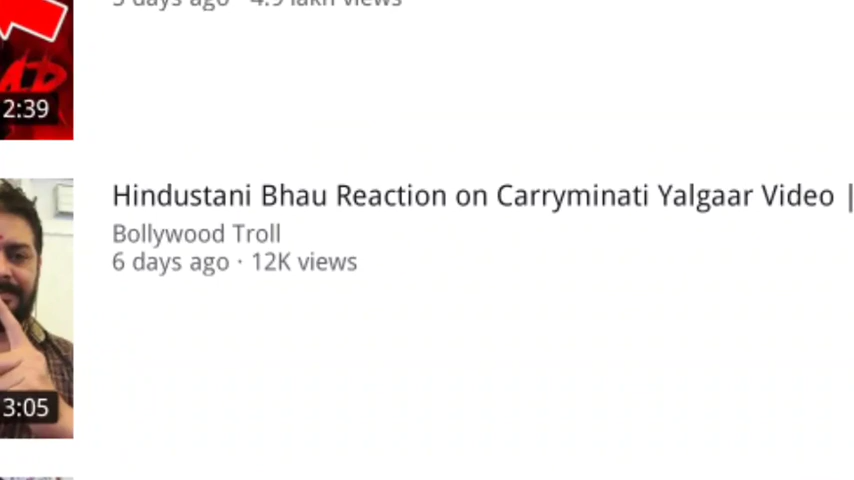 5 days ago · 4.9 lakh views
2:39
Hindustani Bhau Reaction on Carryminati Yalgaar Video |
Bollywood Troll
6 days ago · 12K views
3:05